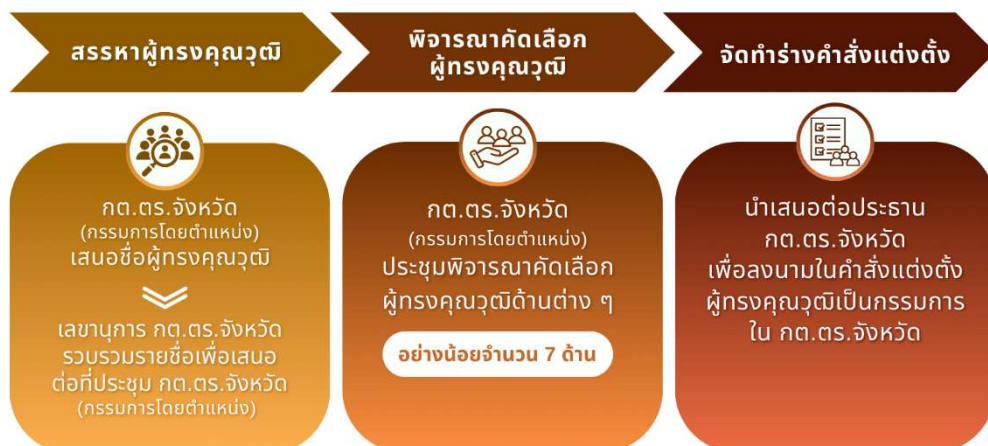 สรรหาผู้ทรงคุณวุฒิ
พิจารณาคัดเลือก
ผู้ทรงคุณวุฒิ
จัดทำร่างคำสั่งแต่งตั้ง
กต.ตร.จังหวัด
(กรรมการโดยตำแหน่ง)
เสนอชื่อผู้ทรงคุณวุฒิ
เลขานุการ กต.ตร.จังหวัด
รวบรวมรายชื่อเพื่อเสนอ
ต่อที่ประชุม กต.ตร.จังหวัด
(กรรมการโดยตำแหน่ง)
กต.ตร.จังหวัด
(กรรมการโดยตำแหน่ง)
ประชุมพิจารณาคัดเลือก
ผู้ทรงคุณวุฒิด้านต่าง ๆ
อย่างน้อยจำนวน 7 ด้าน
นำเสนอต่อประธาน
กต.ตร.จังหวัด
เพื่อลงนามในคำสั่งแต่งตั้ง
ผู้ทรงคุณวุฒิเป็นกรรมการ
ใน กต.ตร.จังหวัด